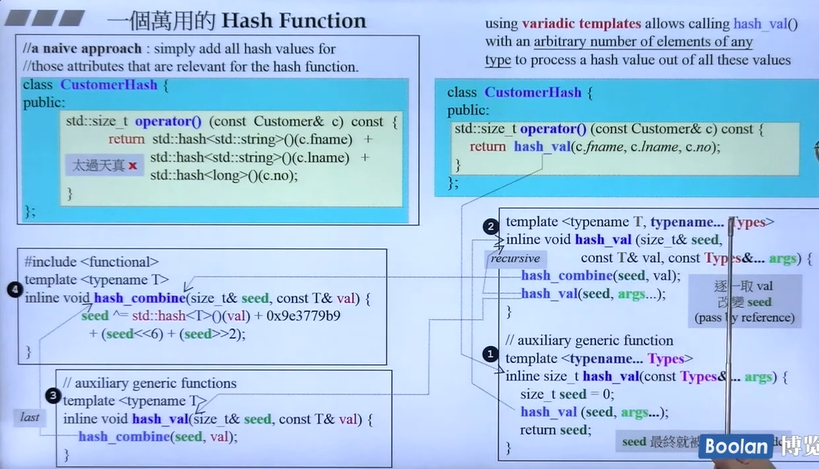 一個萬用的 Hash Function
//a naive approach : simply add all hash values for
//those attributes that are relevant for the hash function.
class CustomerHash {
public:
std::size_t operator() (const Customer& c) const {
return std::hash<std::string>()(c.fname) +
std::hash<std::string>()(c.lname) +
std::hash<long>()(c.no);
}
};
太過天真 x
using variadic templates allows calling hash_val()
with an arbitrary number of elements of any
type to process a hash value out of all these values
class CustomerHash {
public:
std::size_t operator() (const Customer& c) const {
return hash_val(c.fname, c.lname, c.no);
}
};
2
template <typename T, typename... Types>
inline void hash_val (size_t& seed,
const T& val, const Types&... args) {
hash_combine(seed, val);
hash_val(seed, args...);
}
recursive
逐一取 val
改變 seed
(pass by reference)
1
// auxiliary generic function
template <typename... Types>
inline size_t hash_val(const Types&... args) {
size_t seed = 0;
hash_val (seed, args...);
return seed;
}
seed 最終就被
4
#include <functional>
template <typename T>
inline void hash_combine(size_t& seed, const T& val) {
seed ^= std::hash<T>()(val) + 0x9e3779b9
+ (seed<<6) + (seed>>2);
}
3
// auxiliary generic functions
template <typename T>
inline void hash_val(size_t& seed, const T& val) {
hash_combine(seed, val);
}
last
Boolan 博览